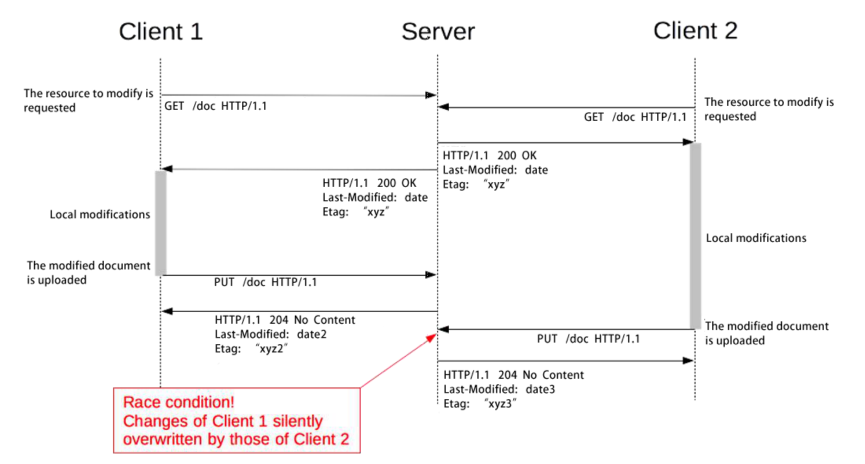 Client 1
Server
Client 2
The resource to modify is
requested
GET /doc HTTP/1.1
The resource to modify is
requested
GET /doc HTTP/1.1
HTTP/1.1 200 OK
Last-Modified: date
Etag: "xyz"
HTTP/1.1 200 OK
Last-Modified: date
Etag: "xyz"
Local modifications
Local modifications
The modified document
is uploaded
PUT /doc HTTP/1.1
HTTP/1.1 204 No Content
Last-Modified: date2
Etag: "xyz2"
The modified document
is uploaded
PUT /doc HTTP/1.1
HTTP/1.1 204 No Content
Last-Modified: date3
Etag: "xyz3"
Race condition!
Changes of Client 1 silently
overwritten by those of Client 2